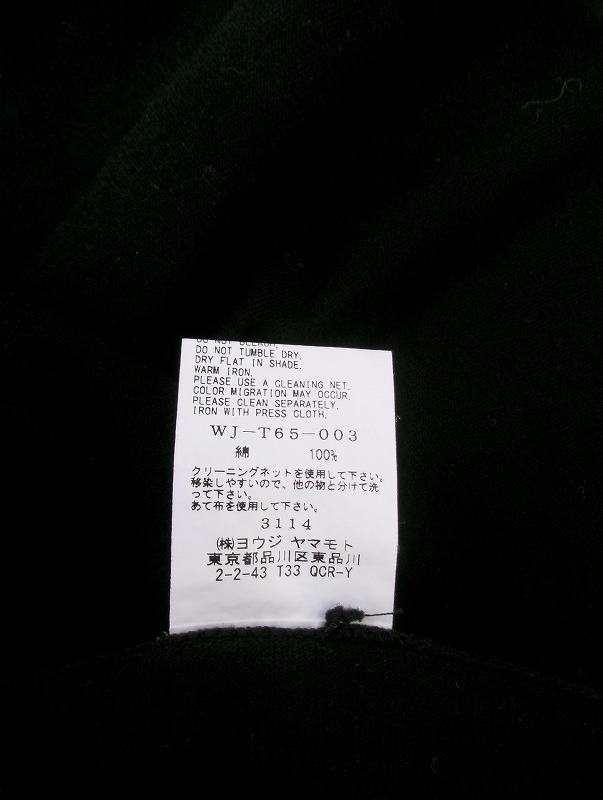 DO NOT BLEACH.
DO NOT TUMBLE DRY.
DRY FLAT IN SHADE.
WARM IRON.
PLEASE USE A CLEANING NET.
COLOR MIGRATION MAY OCCUR.
PLEASE CLEAN SEPARATELY.
IRON WITH PRESS CLOTH.
WJ-T65-003
綿 100%
クリーニングネットを使用して下さい。
移染しやすいので、他の物と分けて洗
って下さい。
あて布を使用して下さい。
3114
㈱ヨウジ ヤマモト
東京都品川区東品川
2-2-43 T33 QCR-Y